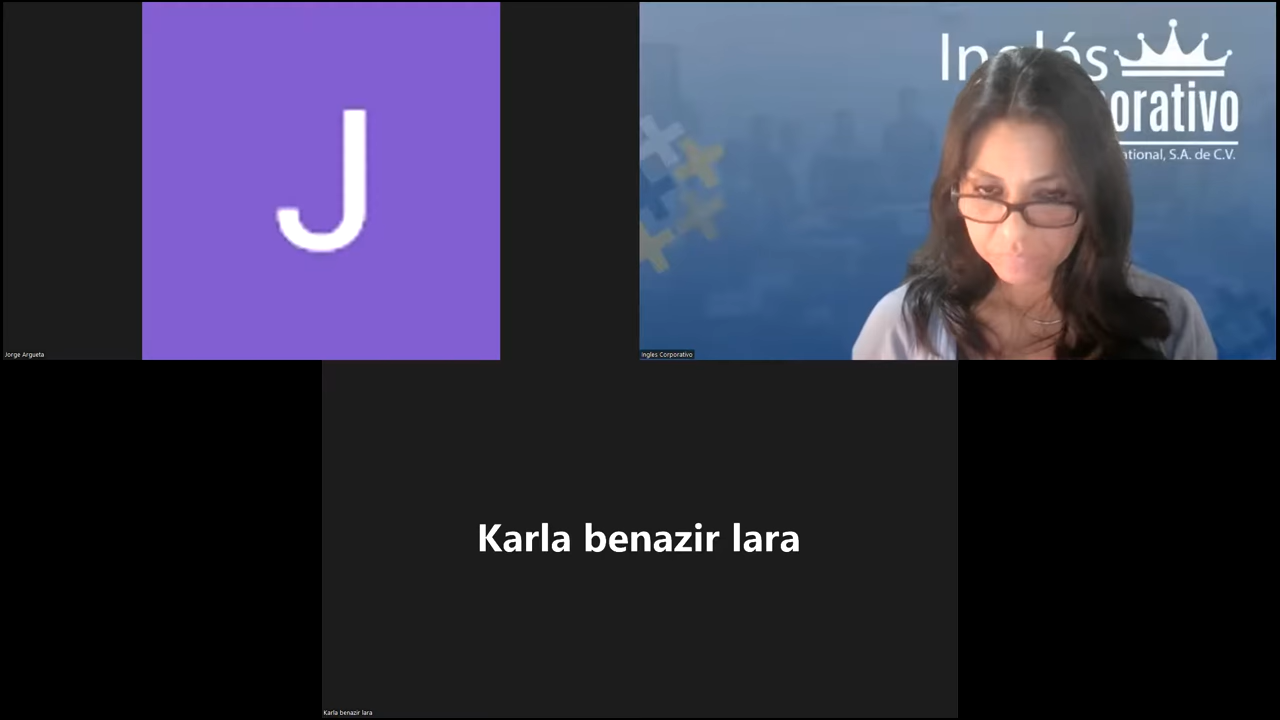 J
Jorge Argueta
Inglés
orativo
ational, S.A. de C.V.
Ingles Corporativo
Karla benazir lara
Karla benazir lara